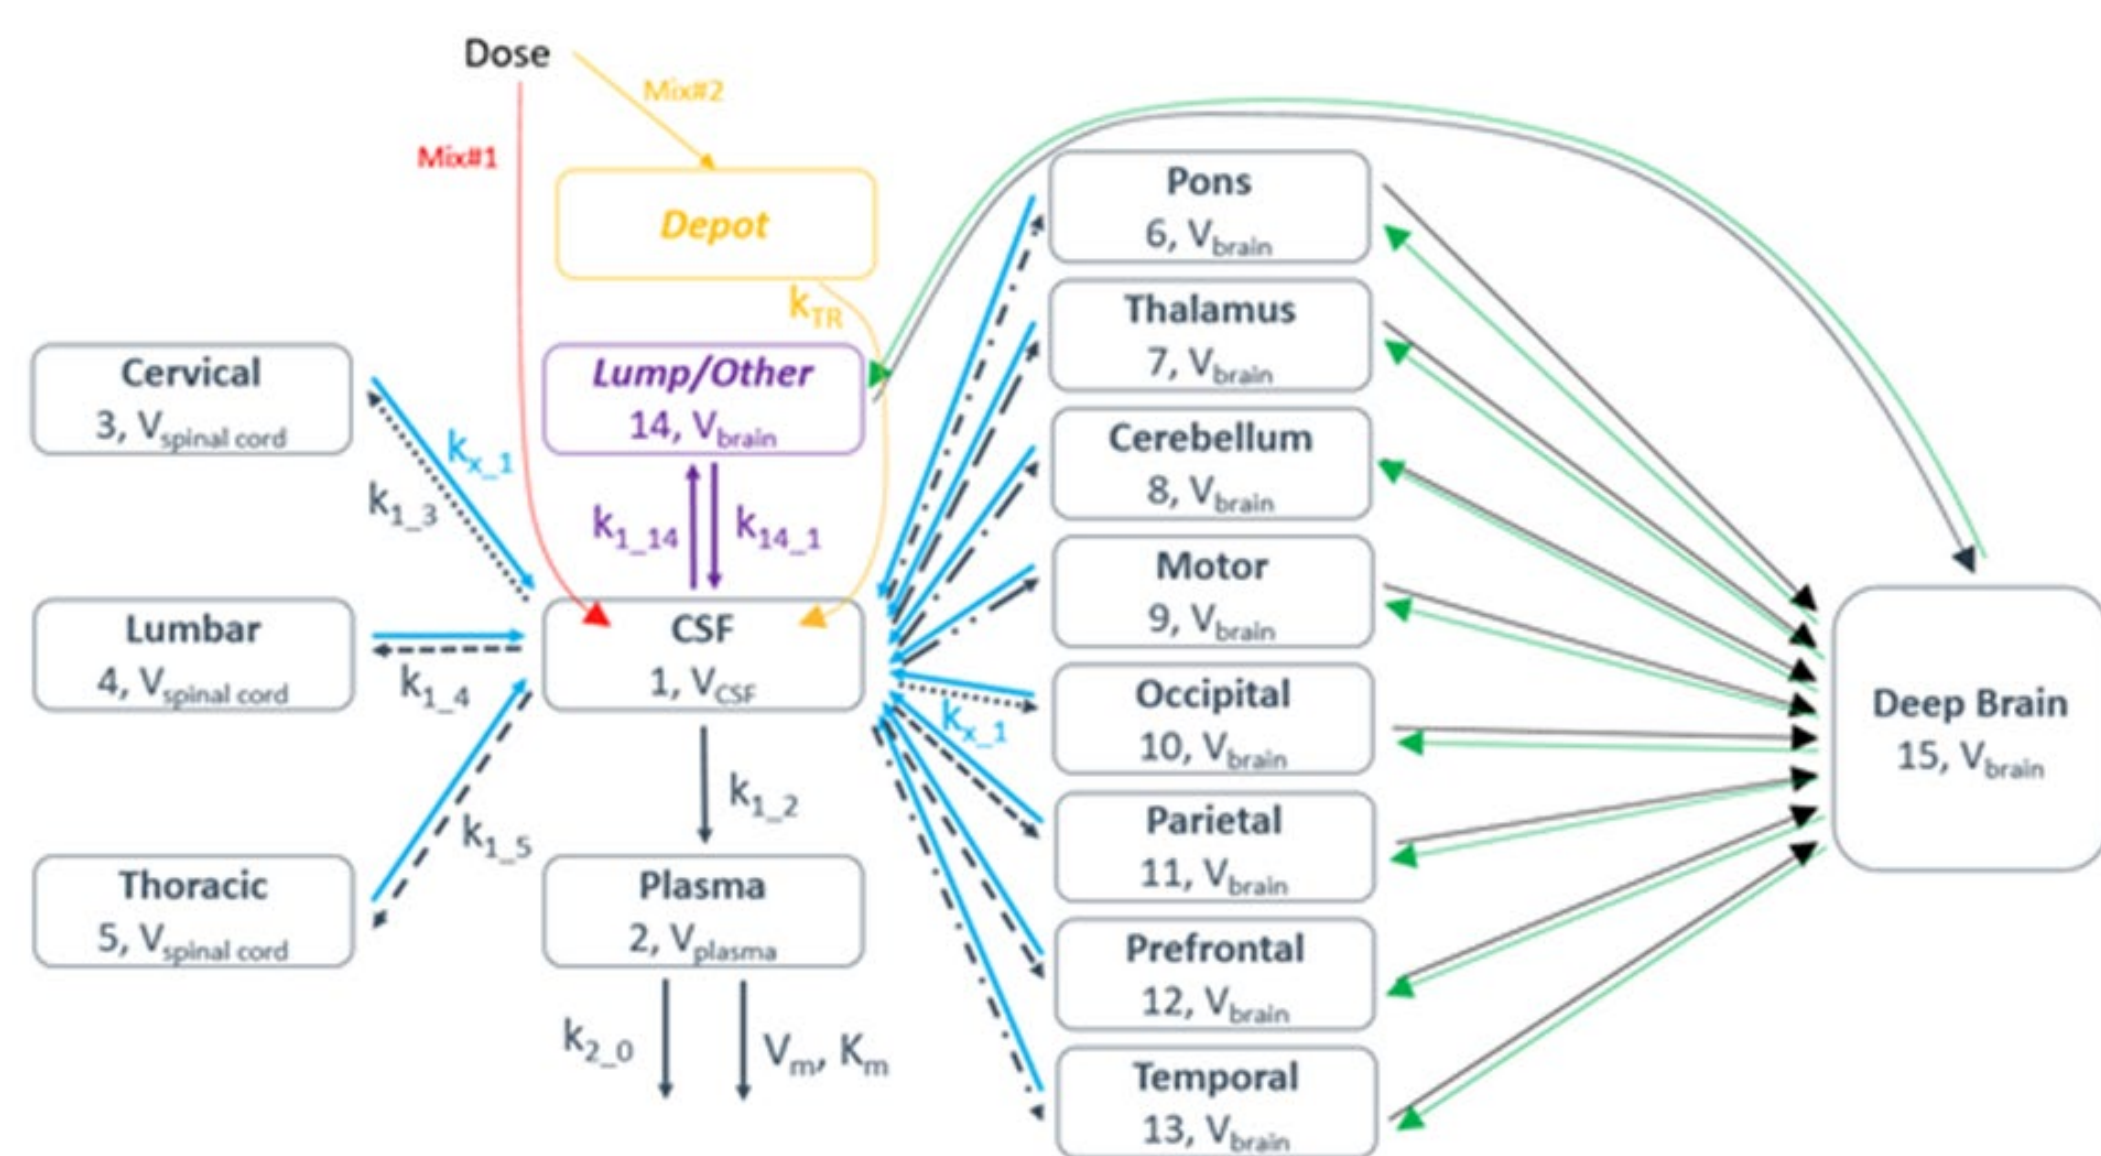 Dose
Mix#2
Mix#1
Depot
kTR
Cervical
3, Vspinal cord
kx_1
k1_3
Lump/Other
14, Vbrain
k1_14
k14_1
Lumbar
4, Vspinal cord
k1_4
CSF
1, VCSF
k1_5
Thoracic
5, Vspinal cord
k1_2
Plasma
2, Vplasma
k2_0
Vm, Km
kx_1
Pons
6, Vbrain
Thalamus
7, Vbrain
Cerebellum
8, Vbrain
Motor
9, Vbrain
Occipital
10, Vbrain
Parietal
11, Vbrain
Prefrontal
12, Vbrain
Temporal
13, Vbrain
Deep Brain
15, Vbrain